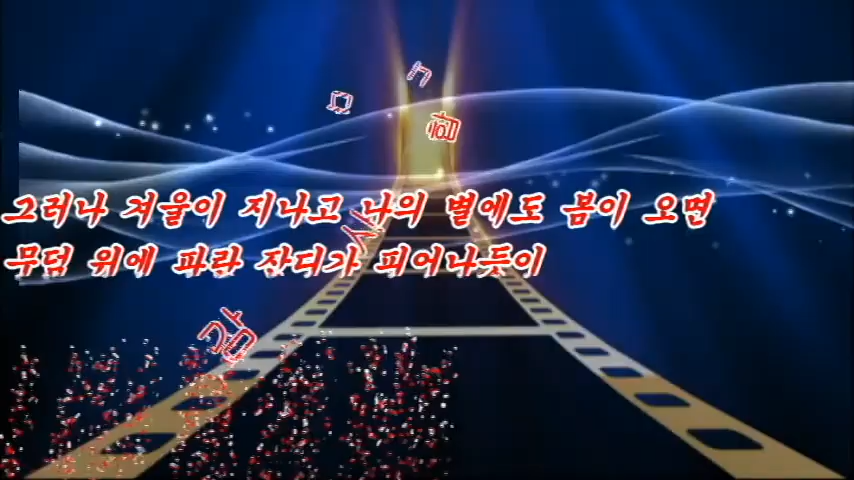 그러나 겨울이 지나고 나의 별에도 봄이 오면
무덤 위에 파란 잔디가 피어나듯이